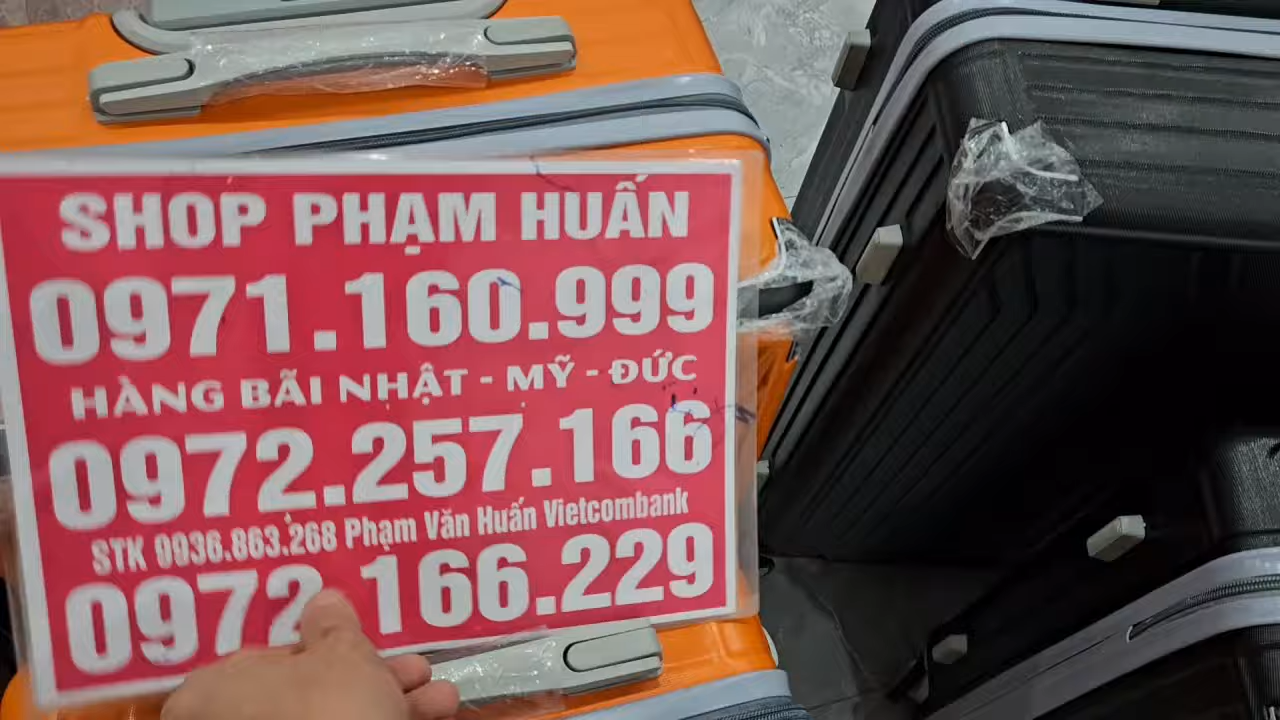 SHOP PHẠM HUẤN
0971.160.999
HÀNG BÃI NHẬT - MỸ - ĐỨC
0972.257.166
STK 9936.863.268 Phạm Văn Huấn Vietcombank
0972 166.229